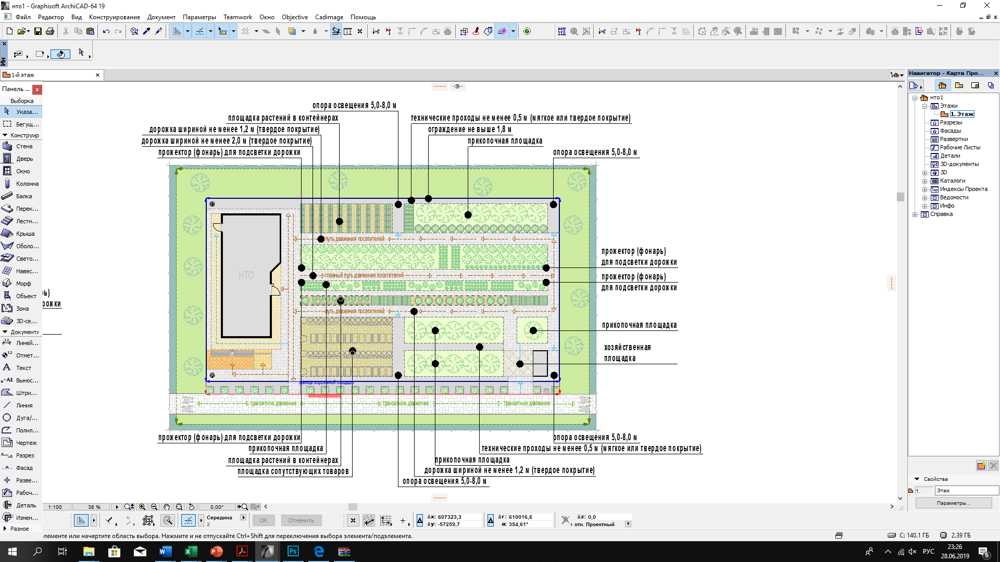 нто1 - Graphisoft ArchiCAD-64 19
Файл Редактор Вид Конструирование Документ Параметры Teamwork Окно Objective Cadimage Помощь
Ин
1-й этаж
Панель ...
Выборка
Указа...
Бегущ...
Конструир
Стена
Дверь
Окно
Колонна
Балка
Перек...
Лестн...
Крыша
Оболо...
Свето...
Навес...
Морф
Объект
Зона
3D-се...
Документи
Линей...
Отмет...
Текст
Вынос...
Штри...
Линия
Дуга/...
Полил...
Чертеж
Разрез
Фасад
Разве...
Рабоч...
Деталь
Измен...
Разное
опора освещения 5,0-8,0 м
площадка растений в контейнерах
дорожка шириной не менее 1,2 м (твердое покрытие)
дорожка шириной не менее 2,0 м (твердое покрытие)
прожектор (фонарь) для подсветки дорожки
технические проходы не менее 0,5 м (мягкое или твердое покрытие)
ограждение не выше 1,8 м
прикопочная площадка
опора освещения 5,0-8,0 м
путь движения посетителей
НТО
главный путь движения посетителей
путь движения посетителей
прожектор (фонарь)
для подсветки дорожки
прожектор (фонарь)
для подсветки дорожки
прикопочная площадка
хозяйственная
площадка
ь)
орожки
граница огороженной площадки
транзитное движение
транзитное движение
транзитное движение
прожектор (фонарь) для подсветки дорожки
прикопочная площадка
площадка растений в контейнерах
площадка сопутствующих товаров
опора освещения 5,0-8,0 м
технические проходы не менее 0,5 м (мягкое или твердое покрытие)
прикопочная площадка
дорожка шириной не менее 1,2 м (твердое покрытие)
опора освещения 5,0-8,0 м
Навигатор - Карта Про...
нто1
Этажи
1. Этаж
Разрезы
Фасады
Развертки
Рабочие Листы
Детали
3D-документы
3D
Каталоги
Индексы Проекта
Ведомости
Инфо
Справка
Свойства
1. Этаж
Параметры...
1:100 38 % 0,00°
Середина
2
ОК Отменить
Δx: 607323,3
Δy: -57259,7
Δr: 610016,6
a: 354,61°
Δz: 0,0
отн. Проектный
элементе или начертите область выбора. Нажмите и не отпускайте Ctrl+Shift для переключения выбора элемента/подэлемента.
C: 140.1 ГБ 2.39 ГБ
РУС
23:26
28.06.2019
6